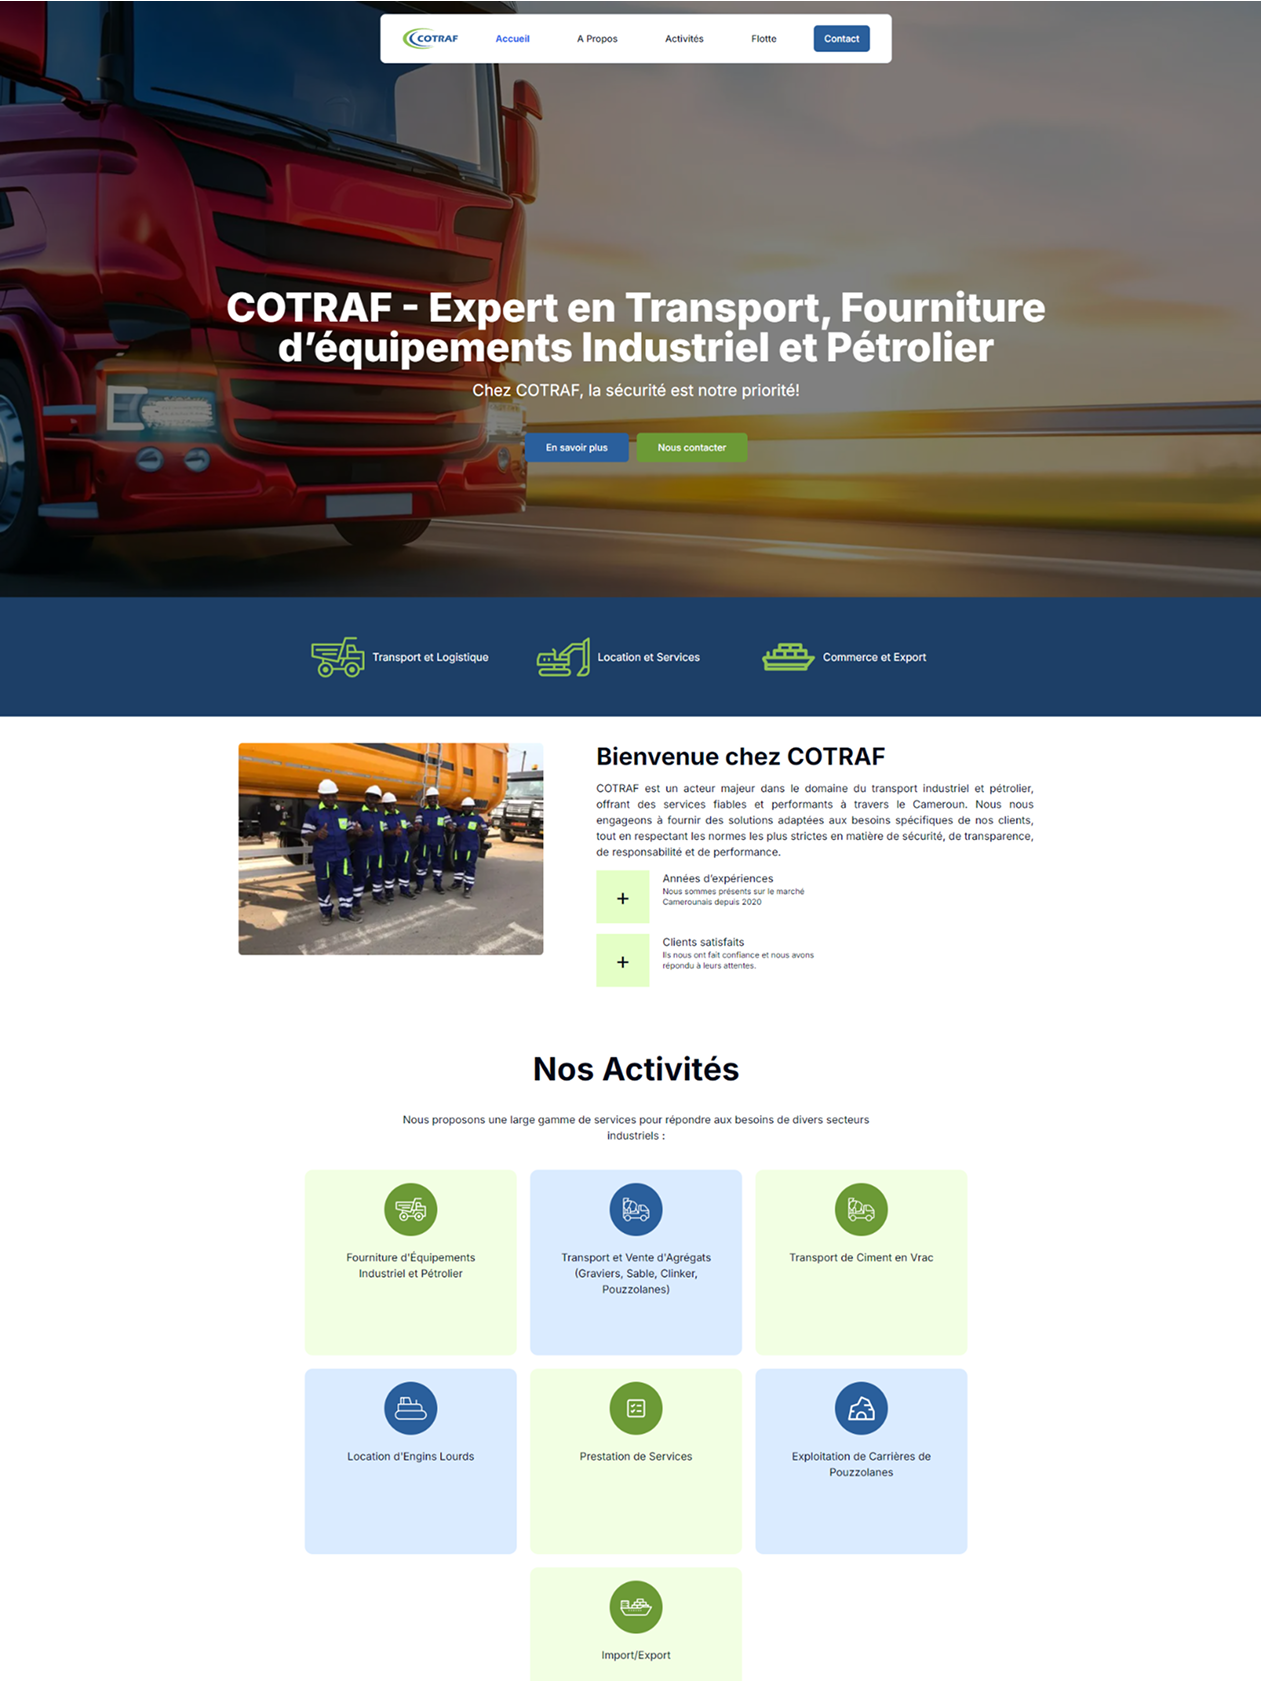 COTRAF
Accueil
A Propos
Activités
Flotte
Contact
COTRAF - Expert en Transport, Fourniture
d’équipements Industriel et Pétrolier
Chez COTRAF, la sécurité est notre priorité!
En savoir plus
Nous contacter
Transport et Logistique
Location et Services
Commerce et Export
Bienvenue chez COTRAF
COTRAF est un acteur majeur dans le domaine du transport industriel et pétrolier,
offrant des services fiables et performants à travers le Cameroun. Nous nous
engageons à fournir des solutions adaptées aux besoins spécifiques de nos clients,
tout en respectant les normes les plus strictes en matière de sécurité, de transparence,
de responsabilité et de performance.
+
Années d’expériences
Nous sommes présents sur le marché
Camerounais depuis 2020
+
Clients satisfaits
Ils nous ont fait confiance et nous avons
répondu à leurs attentes.
Nos Activités
Nous proposons une large gamme de services pour répondre aux besoins de divers secteurs
industriels :
Fourniture d'Équipements
Industriel et Pétrolier
Transport et Vente d'Agrégats
(Graviers, Sable, Clinker,
Pouzzolanes)
Transport de Ciment en Vrac
Location d'Engins Lourds
Prestation de Services
Exploitation de Carrières de
Pouzzolanes
Import/Export